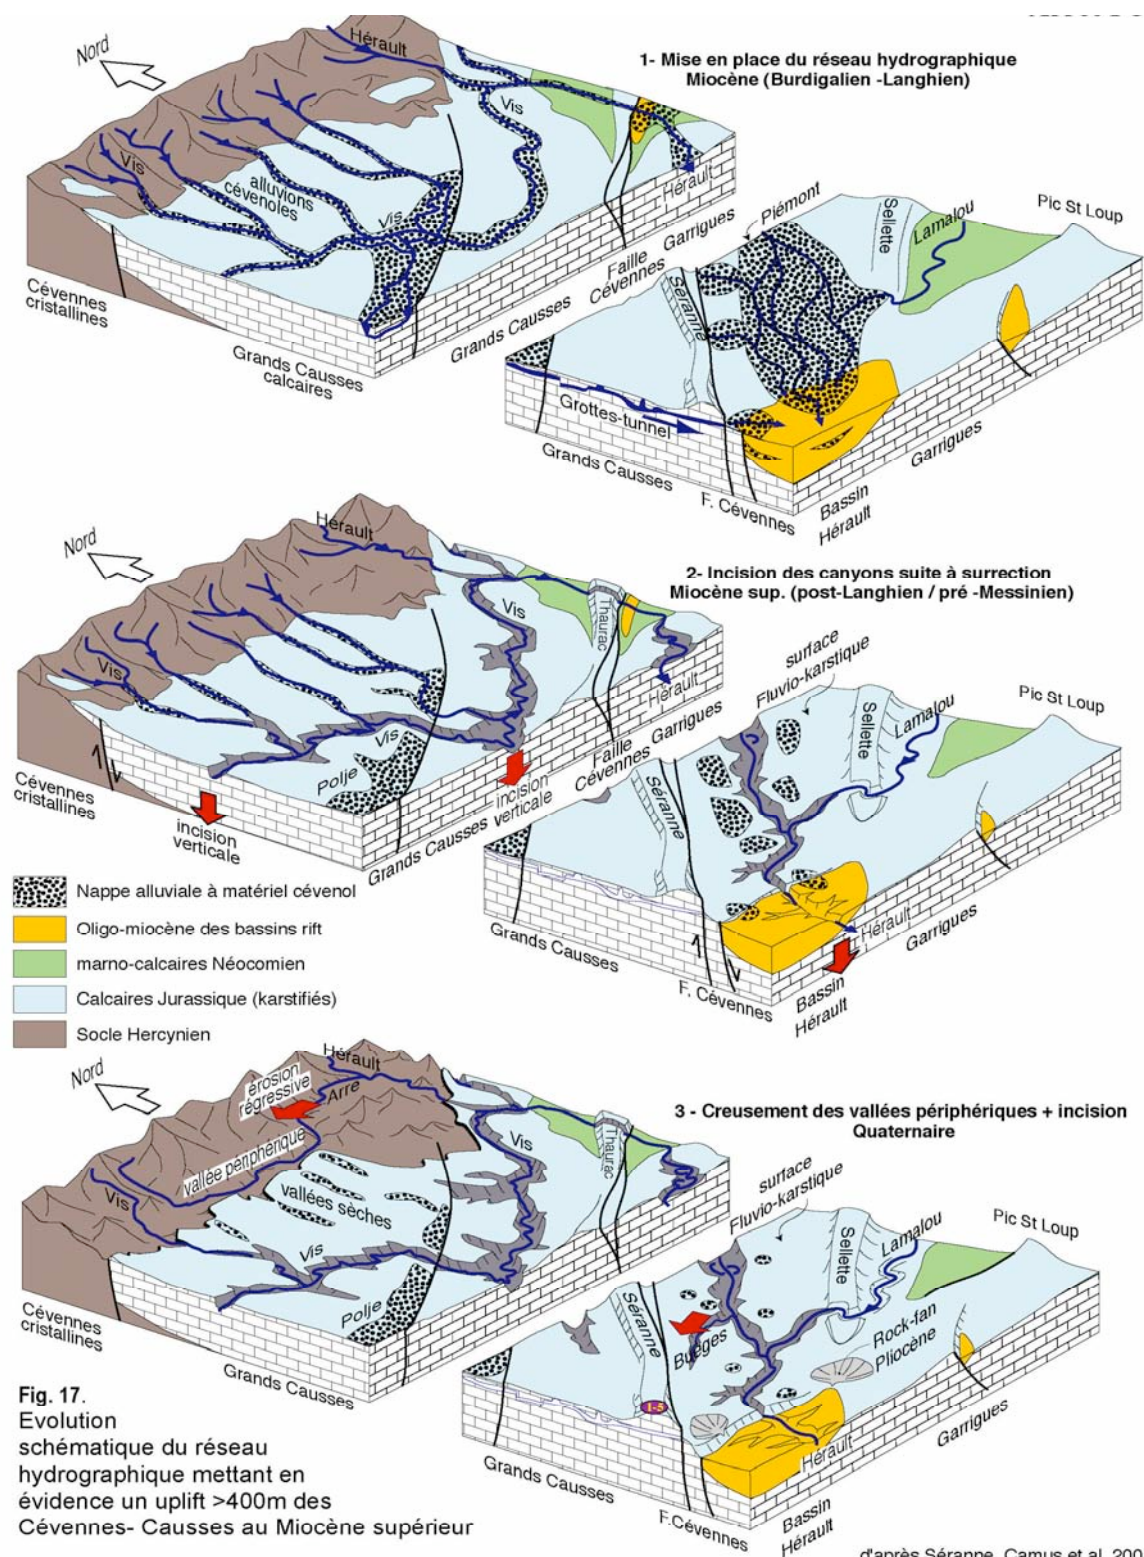 Nord
Hérault
1- Mise en place du réseau hydrographique
Miocène (Burdigalien -Langhien)
Vis
Vis
alluvions
cévenoles
Vis
Hérault
Cévennes
cristallines
Grands Causses
calcaires
Grands Causses
Faille
Cévennes
Garrigues
Piémont
Sellette
Lamalou
Pic St Loup
Séranne
Grottes-tunnel
Grands Causses
F. Cévennes
Bassin
Hérault
Garrigues
Nord
Hérault
2- Incision des canyons suite à surrection
Miocène sup. (post-Langhien / pré -Messinien)
Vis
Thaurac
Vis
Vis
Hérault
Polje
Cévennes
cristallines
incision
verticale
Grands Causses
incision
verticale
Faille
Cévennes
Garrigues
surface
Fluvio-karstique
Sellette
Lamalou
Pic St Loup
Séranne
Hérault
Grands Causses
F. Cévennes
Bassin
Hérault
Garrigues
Nappe alluviale à matériel cévenol
Oligo-miocène des bassins rift
marno-calcaires Néocomien
Calcaires Jurassique (karstifiés)
Socle Hercynien
Nord
Hérault
érosion
régressive
Arre
3 - Creusement des vallées périphériques + incision
Quaternaire
vallée périphérique
Vis
Thaurac
Vis
vallées sèches
Vis
Polje
Cévennes
cristallines
Grands Causses
surface
Fluvio-karstique
Sellette
Lamalou
Pic St Loup
Séranne
Buèges
Rock-fan
Pliocène
1-5
Hérault
Grands Causses
F.Cévennes
Bassin
Hérault
Garrigues
Fig. 17.
Evolution
schématique du réseau
hydrographique mettant en
évidence un uplift >400m des
Cévennes- Causses au Miocène supérieur
d'après Séranne, Camus et al.